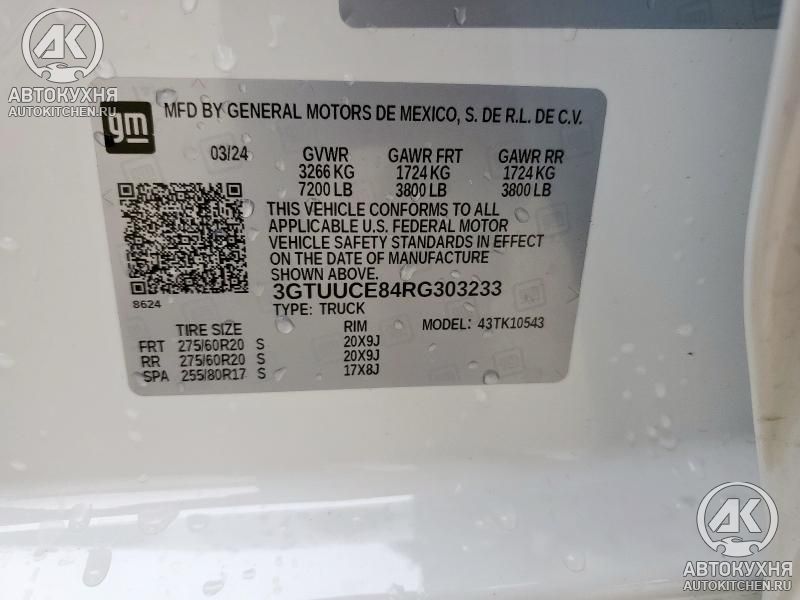 4K
АВТОКУХНЯ
AUTOKITCHEN.RU
gm
MFD BY GENERAL MOTORS DE MEXICO, S. DE R.L. DE C.V.
03/24 GVWR GAWR FRT GAWR RR
3266 KG 1724 KG 1724 KG
7200 LB 3800 LB 3800 LB
THIS VEHICLE CONFORMS TO ALL
APPLICABLE U.S. FEDERAL MOTOR
VEHICLE SAFETY STANDARDS IN EFFECT
ON THE DATE OF MANUFACTURE
SHOWN ABOVE.
8624
3GTUUCE84RG303233
TYPE: TRUCK MODEL: 43TK10543
TIRE SIZE RIM
FRT 275/60R20 S 20X9J
RR 275/60R20 S 20X9J
SPA 255/80R17 S 17X8J
4K
АВТОКУХНЯ
AUTOKITCHEN.RU